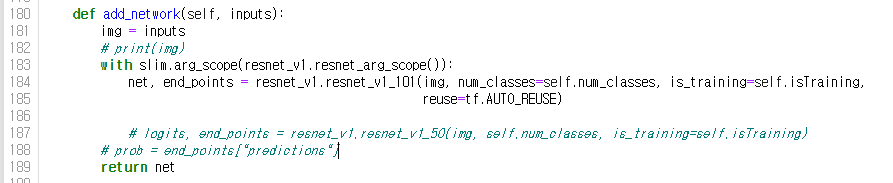 180 def add_network(self, inputs):
181 img = inputs
182 # print(img)
183 with slim.arg_scope(resnet_v1.resnet_arg_scope()):
184 net, end_points = resnet_v1.resnet_v1_101(img, num_classes=self.num_classes, is_training=self.isTraining,
185 reuse=tf.AUTO_REUSE)
186
187 # logits, end_points = resnet_v1.resnet_v1_50(img, self.num_classes, is_training=self.isTraining)
188 # prob = end_points["predictions"]
189 return net